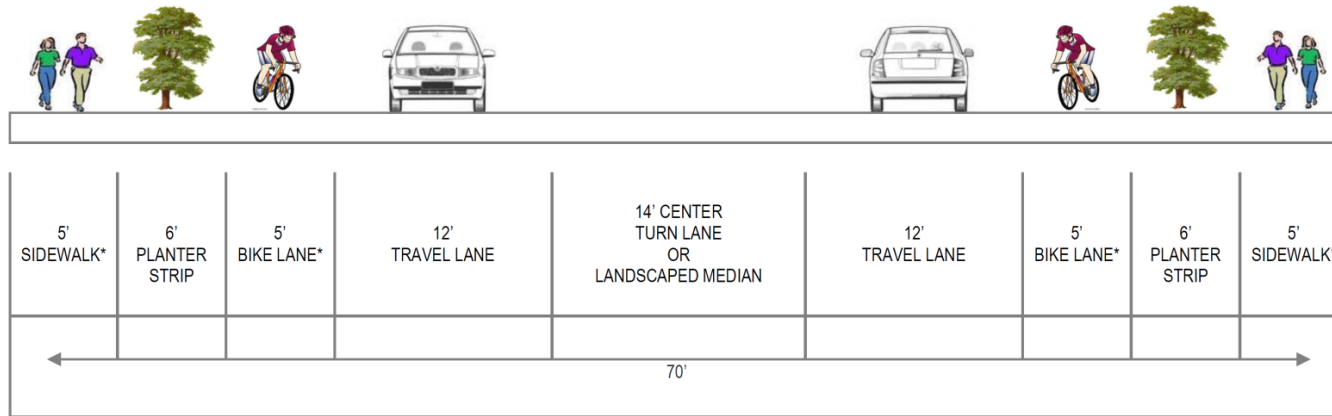 5’
SIDEWALK*
6’
PLANTER
STRIP
5’
BIKE LANE*
12’
TRAVEL LANE
14’ CENTER
TURN LANE
OR
LANDSCAPED MEDIAN
12’
TRAVEL LANE
5’
BIKE LANE*
6’
PLANTER
STRIP
5’
SIDEWALK*
70’